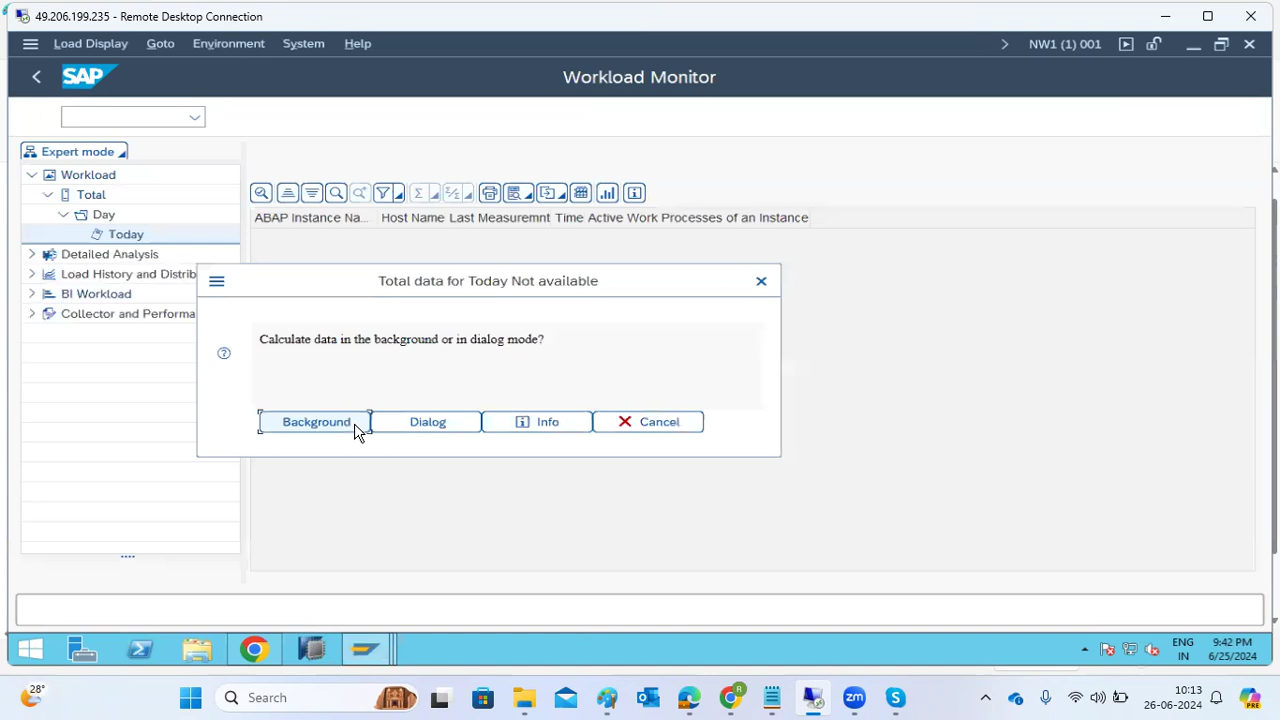 49.206.199.235 - Remote Desktop Connection
Load Display Goto Environment System Help
NW1 (1) 001
SAP
Workload Monitor
Expert mode
Workload
Total
Day
Today
Detailed Analysis
Load History and Distrib
BI Workload
Collector and Performa
ABAP Instance Na... Host Name Last Measuremnt Time Active Work Processes of an Instance
Total data for Today Not available
Calculate data in the background or in dialog mode?
Background Dialog Info Cancel
ENG 9:42 PM
IN 6/25/2024
28°
Search
zm
10:13
26-06-2024
PRE